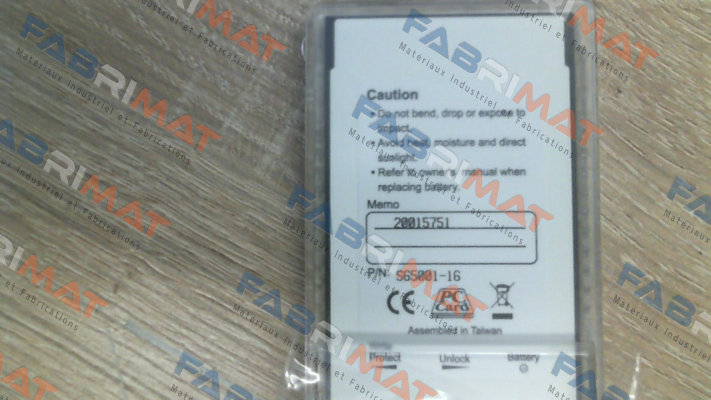 FABRIMAT
Materiaux Industriel et Fabrications
Caution
• Do not bend, drop or expose to
impact.
• Avoid heat, moisture and direct
sunlight.
• Refer to owner's manual when
replacing battery.
Memo
20015751
P/N: S65001-16
CE PC Card
Assembled in Taiwan
Protect Unlock Battery